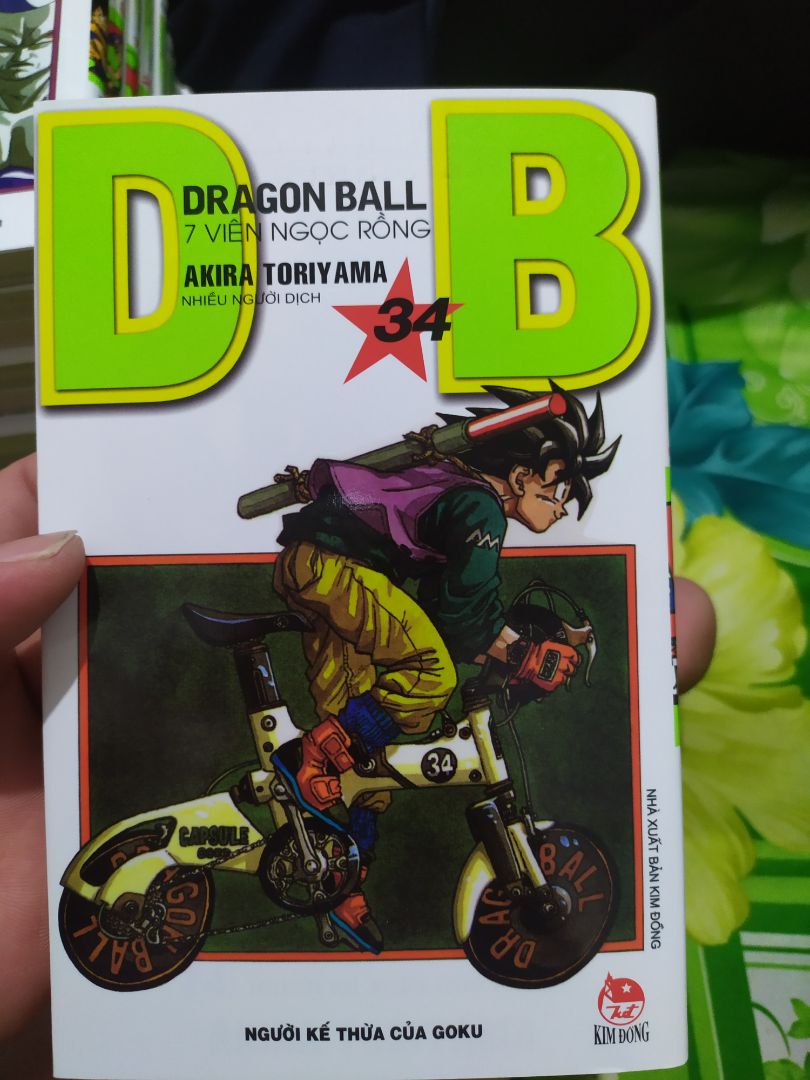 D B
DRAGON BALL
7 VIÊN NGỌC RỒNG
AKIRA TORIYAMA
NHIỀU NGƯỜI DỊCH
34
34
CAPSULE
CORP.
DRAGON BALL
DRAGON BALL
NHÀ XUẤT BẢN KIM ĐỒNG
NGƯỜI KẾ THỪA CỦA GOKU
KIM ĐỒNG